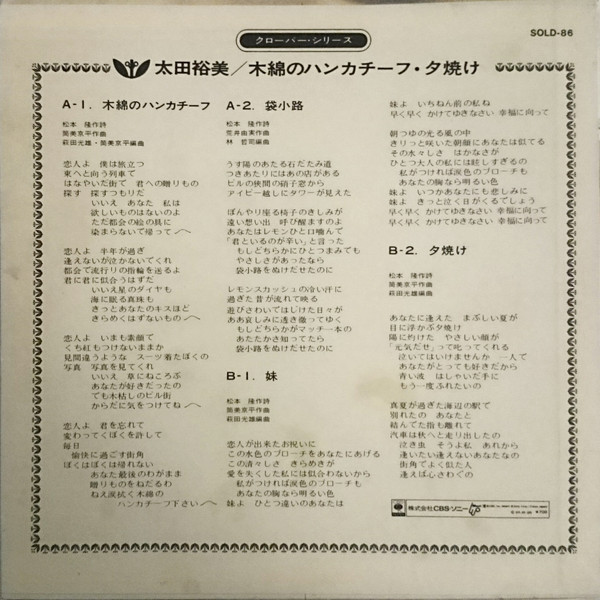 クローバー・シリーズ
SOLD-86
太田裕美/木綿のハンカチーフ・夕焼け
A-1. 木綿のハンカチーフ
松本 隆作詩
筒美京平作曲
萩田光雄・筒美京平編曲
恋人よ 僕は旅立つ
東へと向う列車で
はなやいだ街で 君への贈りもの
探す 探すつもりだ
いいえ あなた 私は
欲しいものはないのよ
ただ都会の絵の具に
染まらないで帰って
恋人よ 半年が過ぎ
逢えないが泣かないでくれ
都会で流行りの指輪を送るよ
君に君に似合うはずだ
いいえ星のダイヤも
海に眠る真珠も
きっとあなたのキスほど
きらめくはずないもの
恋人よ いまも素顔で
くち紅もつけないままか
見間違うような スーツ着たぼくの
写真 写真を見てくれ
いいえ 草にねころぶ
あなたが好きだったの
でも木枯しのビル街
からだに気をつけてね
恋人よ 君を忘れて
変わってくぼくを許して
毎日
愉快に過ごす街角
ぼくはぼくは帰れない
あなた最後のわがまま
贈りものをねだるわ
ねえ涙拭く木綿の
ハンカチーフ下さい
A-2. 袋小路
松本 隆作詩
荒井由実作曲
林 哲司編曲
うす陽のあたる石だたみ道
つきあたりにはあの店がある
ビルの狭間の硝子窓から
アイビー越しにタワーが見えた
ぼんやり座る椅子のきしみが
遠い想い出 呼び醒ますのよ
あなたはレモンひと口噛んで
「君といるのが辛い」と言った
もしどちらかにひとつまみでも
やさしさがあったなら
袋小路をぬけだせたのに
レモンスカッシュの冷い汗に
過ぎた昔が流れて映る
遊びさわいではしけた日々が
ああ哀しみに透き徹ってゆく
もしどちらかがマッチ一本の
あたたかさ知ってたら
袋小路をぬけだせたのに
B-1. 妹
松本 隆作詩
筒美京平作曲
萩田光雄編曲
恋人が出来たお祝いに
この水色のブローチをあなたにあげる
この清々しさ きらめきが
愛を失くした私には似合わないから
私がつければ涙色のブローチも
あなたの胸なら明るい色
妹よ ひとつ違いのあなたは
妹よ いちねん前の私ね
早く早く かけてゆきなさい 幸福に向って
朝つゆの光る風の中
きりっと咲いた朝顔にあなたは似てる
その水々しさ はかなさが
ひとつ大人の私には眩しすぎるの
私がつければ涙色のブローチも
あなたの胸なら明るい色
妹よ いつかあなたにも悲しみに
妹よ きっと泣く日がくるでしょう
早く早く かけてゆきなさい 幸福に向って
早く早く かけてゆきなさい 幸福に向って
B-2. 夕焼け
松本 隆作詩
筒美京平作曲
萩田光雄編曲
あなたに逢えた まぶしい夏が
目に浮かぶ夕焼け
陽に灼けた やさしい顔が
「元気だせ」って叱ってくれる
泣いてはいけませんか 一人で
あなたがとっても好きだから
青い波 はしゃいだ手に
もう一度ふれたいの
真夏が過ぎた海辺の駅で
別れたの あなたと
結んでた指も離れて
汽車は秋へと走り出したの
泣き虫 そうよ私 あれから
逢いたい逢えないあなたなの
街角でよく似た人
逢えば心さわぐの
株式会社CBS・ソニー
¥700